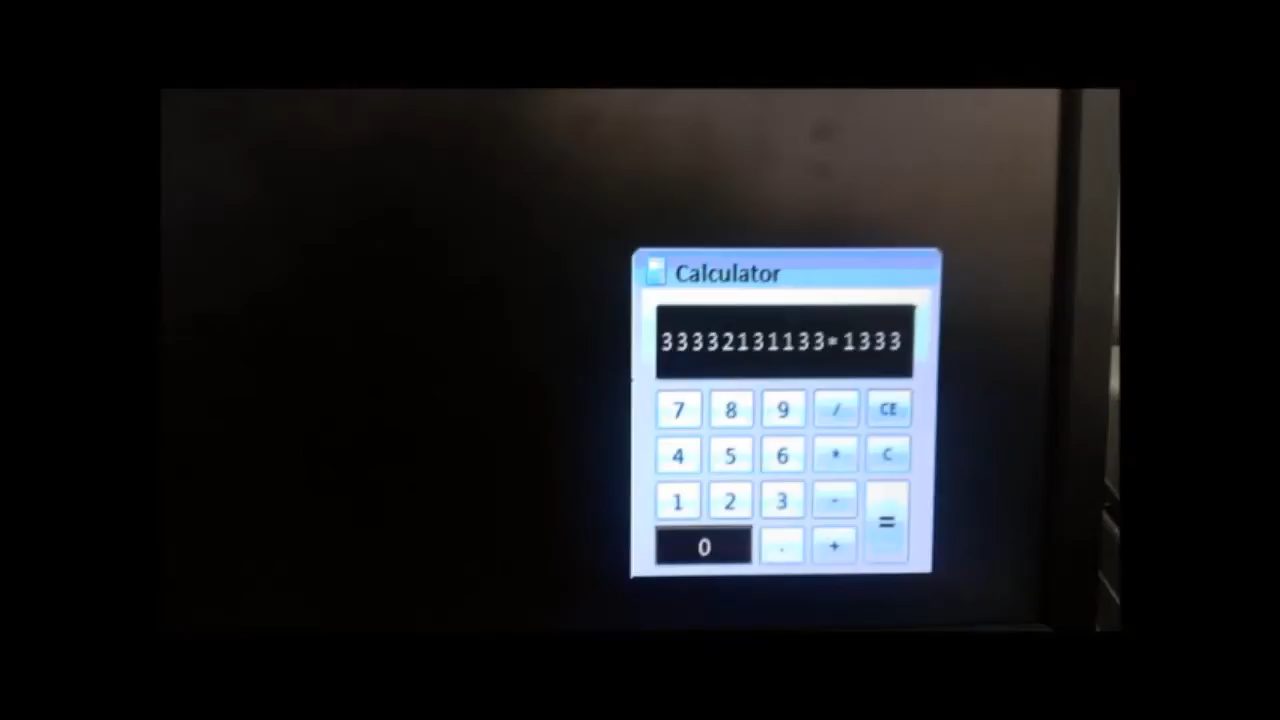 Calculator
33332131133*1333
7 8 9 / CE
4 5 6 * C
1 2 3 - =
0 . +